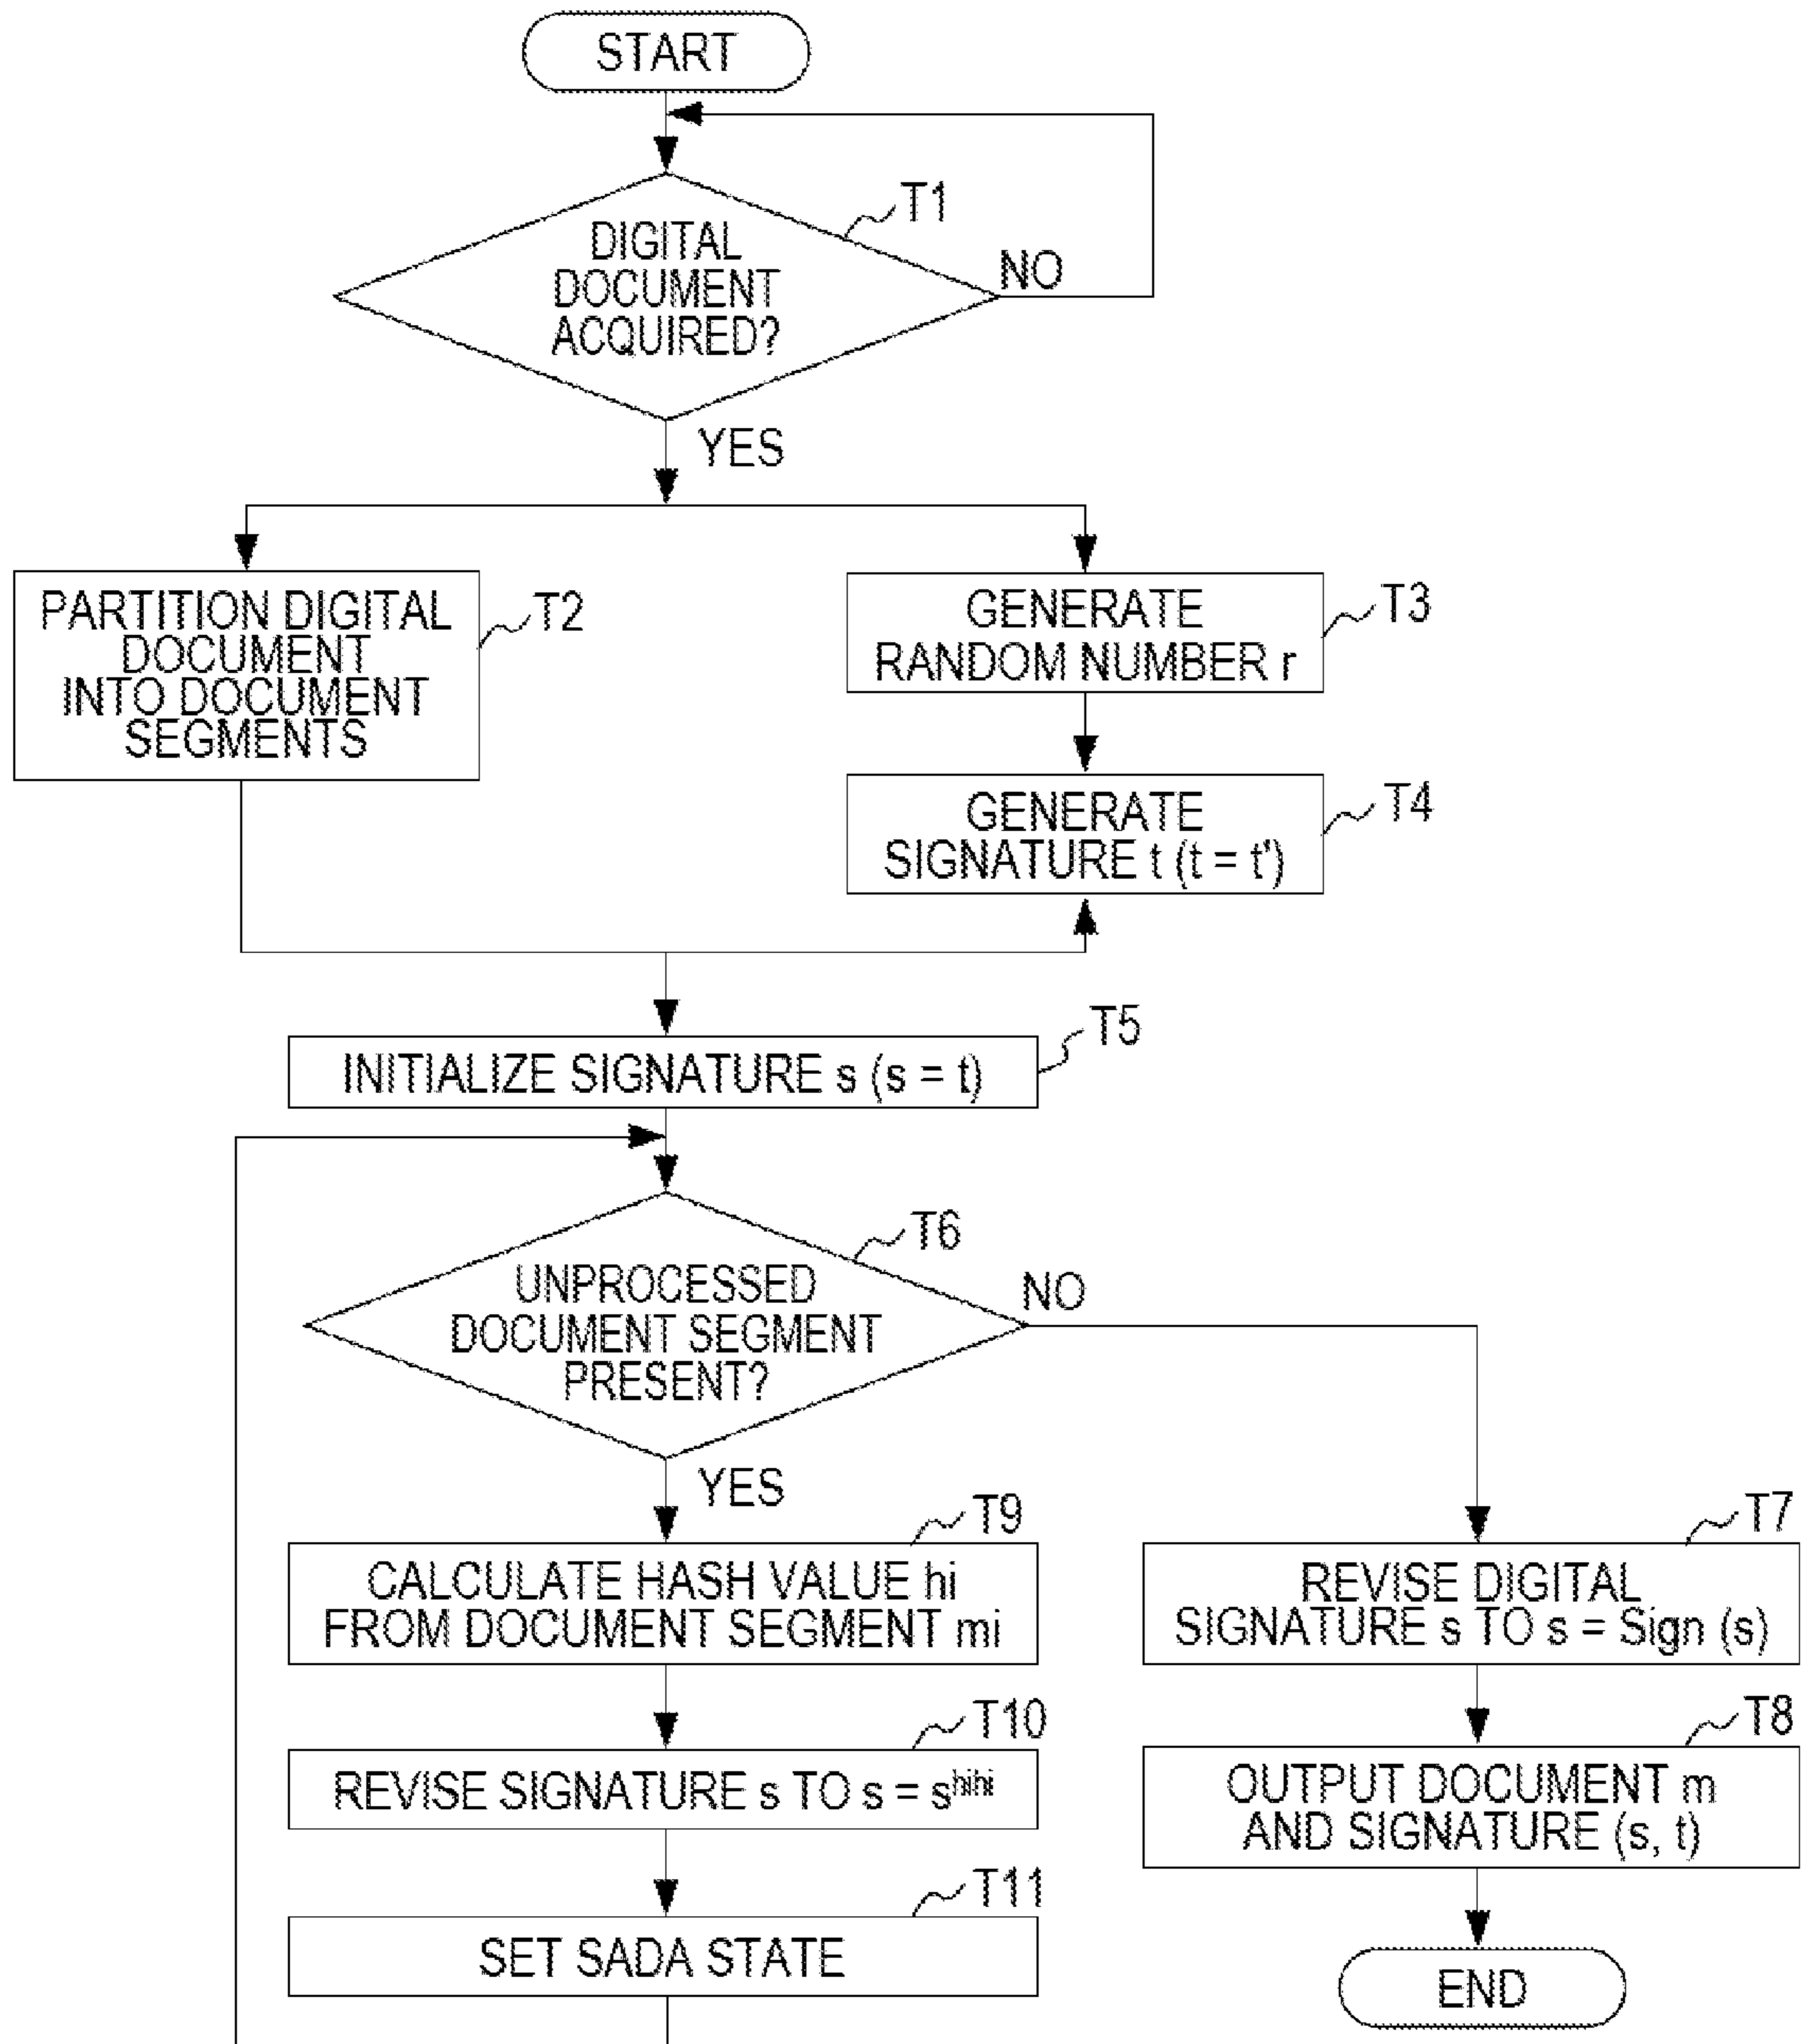 START
T1
DIGITAL
DOCUMENT
ACQUIRED?
NO
YES
PARTITION DIGITAL
DOCUMENT
INTO DOCUMENT
SEGMENTS
T2
GENERATE
RANDOM NUMBER r
T3
GENERATE
SIGNATURE t (t = t')
T4
INITIALIZE SIGNATURE s (s = t)
T5
T6
UNPROCESSED
DOCUMENT SEGMENT
PRESENT?
NO
YES
T9
CALCULATE HASH VALUE hi
FROM DOCUMENT SEGMENT mi
T7
REVISE DIGITAL
SIGNATURE s TO s = Sign (s)
T10
REVISE SIGNATURE s TO s = s^hihi
T8
OUTPUT DOCUMENT m
AND SIGNATURE (s, t)
T11
SET SADA STATE
END